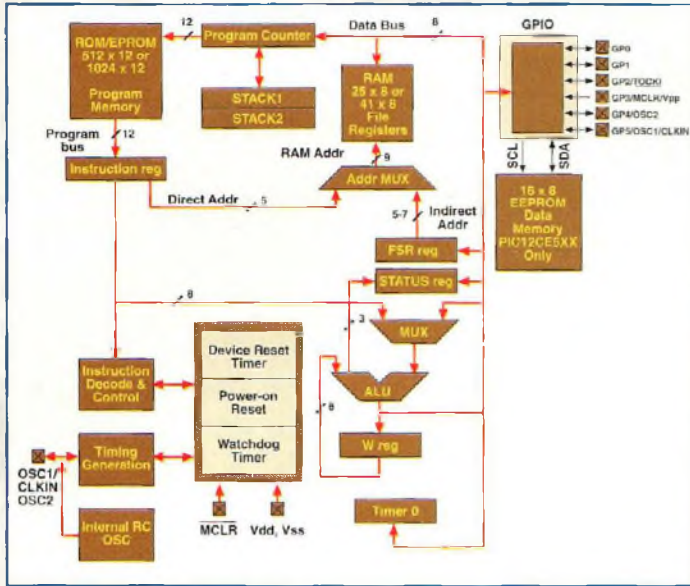 12
Data Bus
8
GPIO
ROM/EPROM
512 x 12 or
1024 x 12
Program
Memory
Program Counter
STACK1
STACK2
RAM
25 x 8 or
41 x 8
File
Registers
GP0
GP1
GP2/TOCKI
GP3/MCLR/Vpp
GP4/OSC2
GP5/OSC1/CLKIN
SCL
SDA
16 x 8
EEPROM
Data
Memory
PIC12CE5XX
Only
Program
bus
12
RAM Addr
9
Instruction reg
Addr MUX
Direct Addr
5
5-7
Indirect
Addr
FSR reg
STATUS reg
8
3
MUX
Device Reset
Timer
Power-on
Reset
Watchdog
Timer
Instruction
Decode &
Control
ALU
8
W reg
Timing
Generation
OSC1/
CLKIN
OSC2
Internal RC
OSC
MCLR
Vdd, Vss
Timer 0